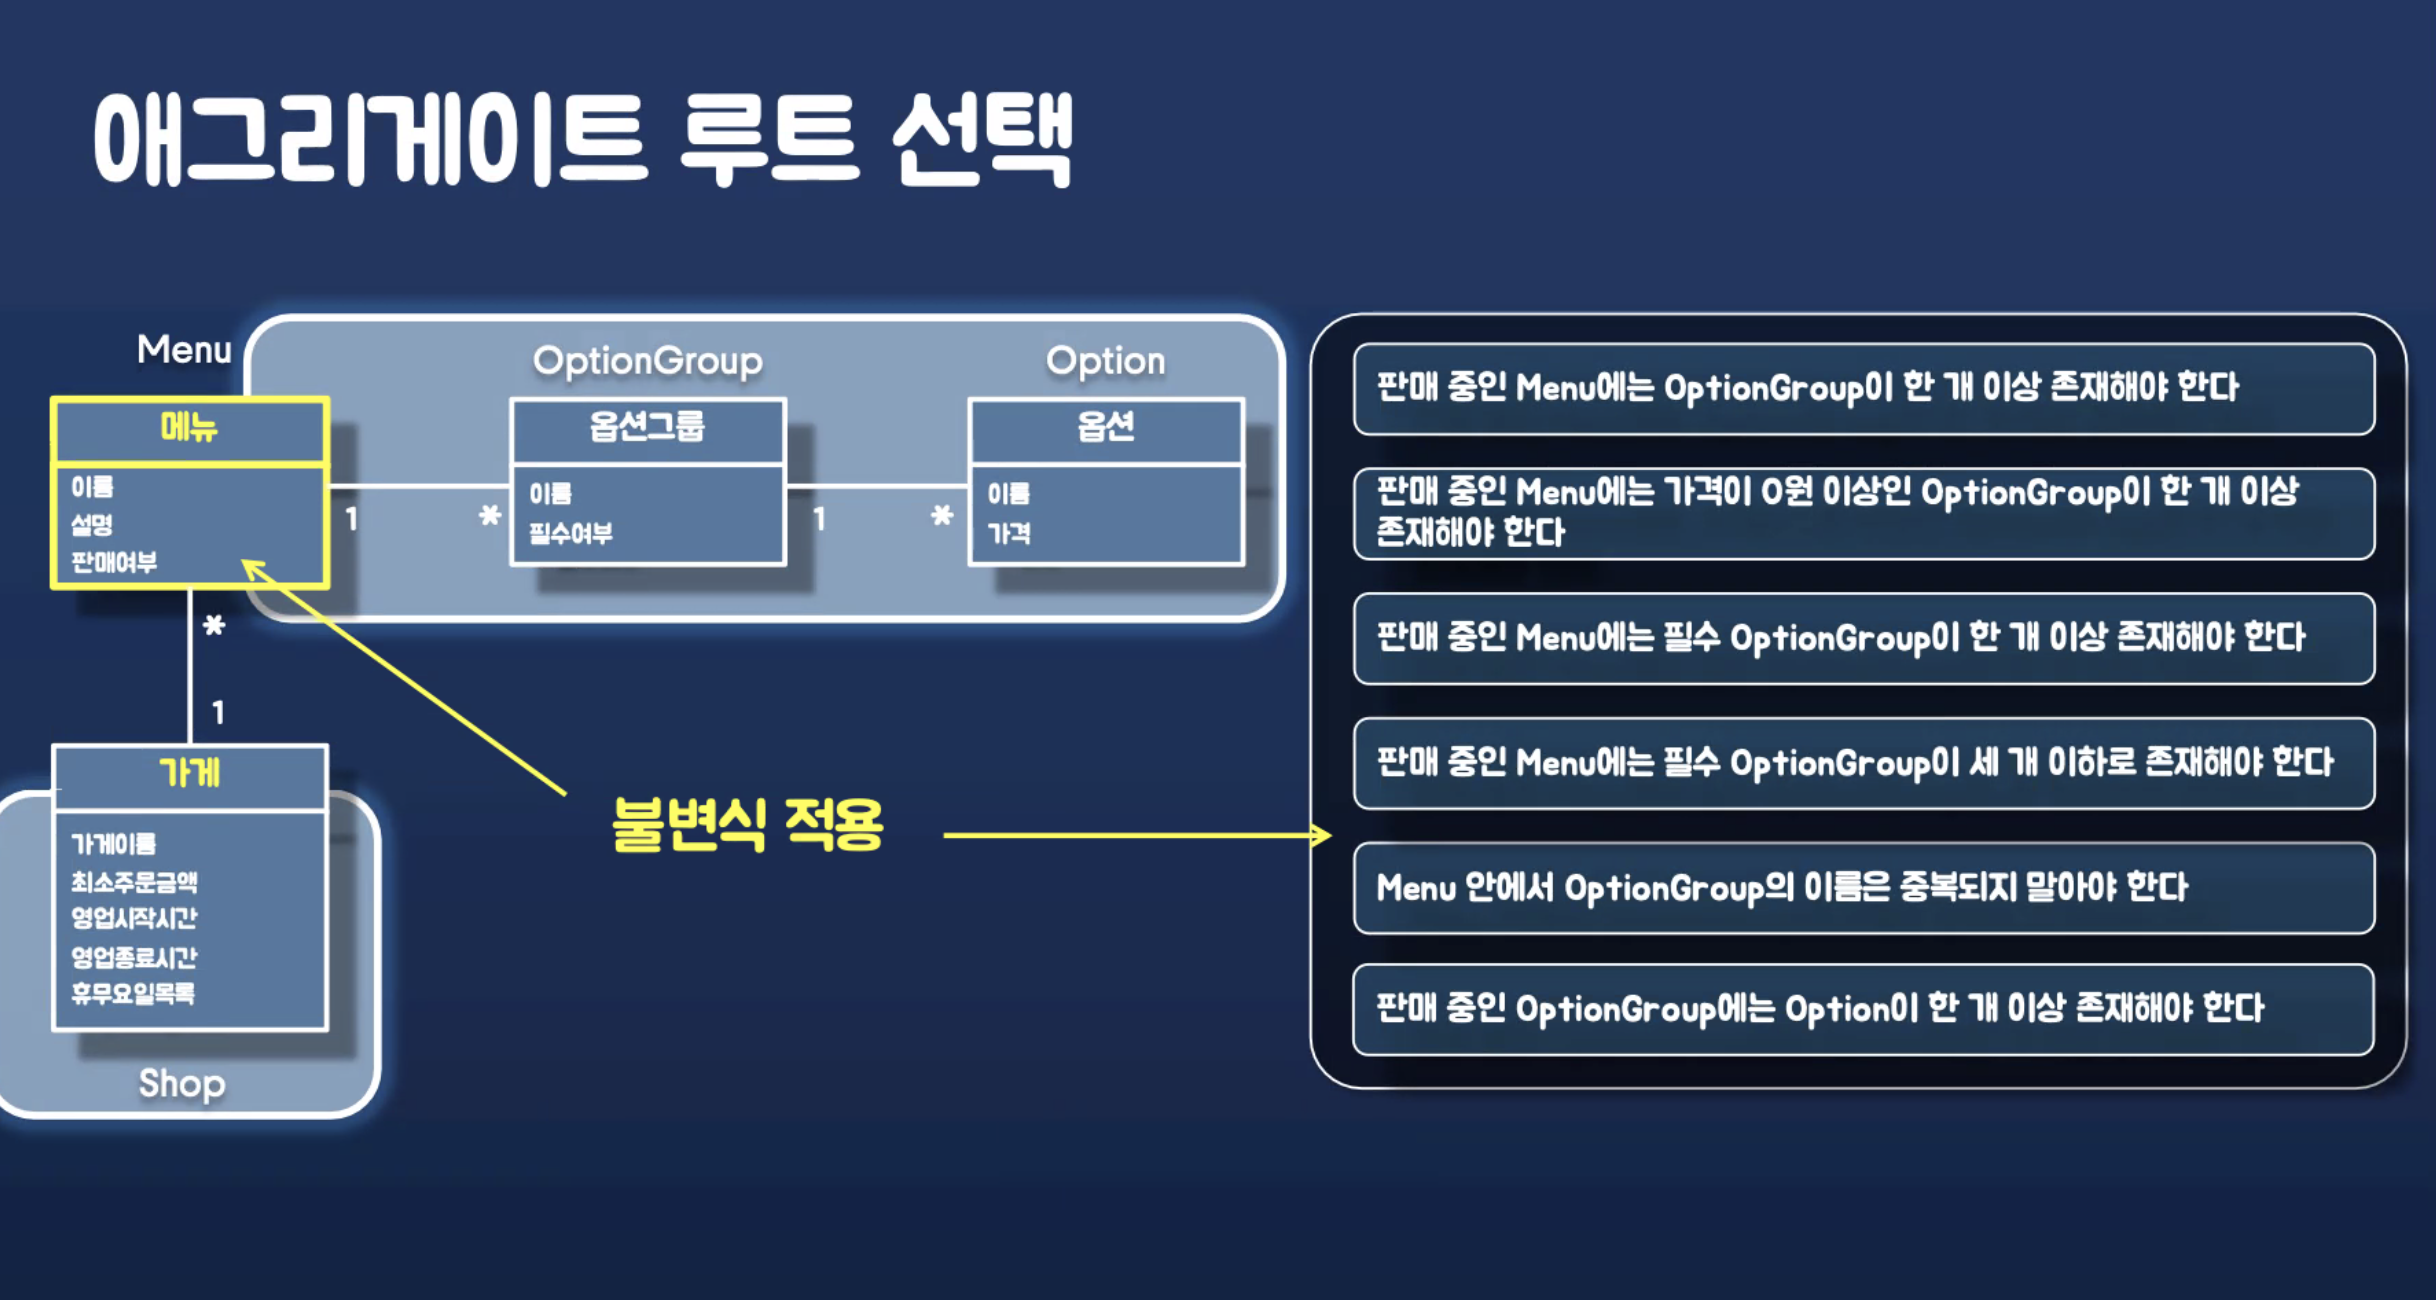 애그리게이트 루트 선택
Menu
OptionGroup
Option
메뉴
이름
설명
판매여부
1
*
옵션그룹
이름
필수여부
1
*
옵션
이름
가격
*
1
가게
가게이름
최소주문금액
영업시작시간
영업종료시간
휴무요일목록
Shop
불변식 적용
판매 중인 Menu에는 OptionGroup이 한 개 이상 존재해야 한다
판매 중인 Menu에는 가격이 0원 이상인 OptionGroup이 한 개 이상
존재해야 한다
판매 중인 Menu에는 필수 OptionGroup이 한 개 이상 존재해야 한다
판매 중인 Menu에는 필수 OptionGroup이 세 개 이하로 존재해야 한다
Menu 안에서 OptionGroup의 이름은 중복되지 말아야 한다
판매 중인 OptionGroup에는 Option이 한 개 이상 존재해야 한다